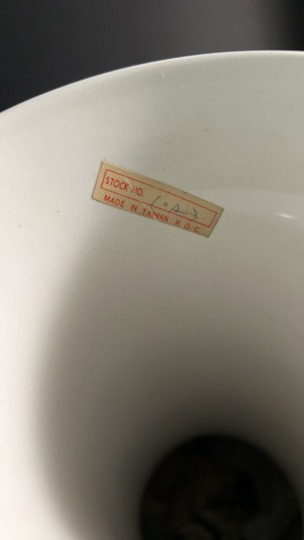 STOCK NO.
MADE IN TAIWAN R.O.C.